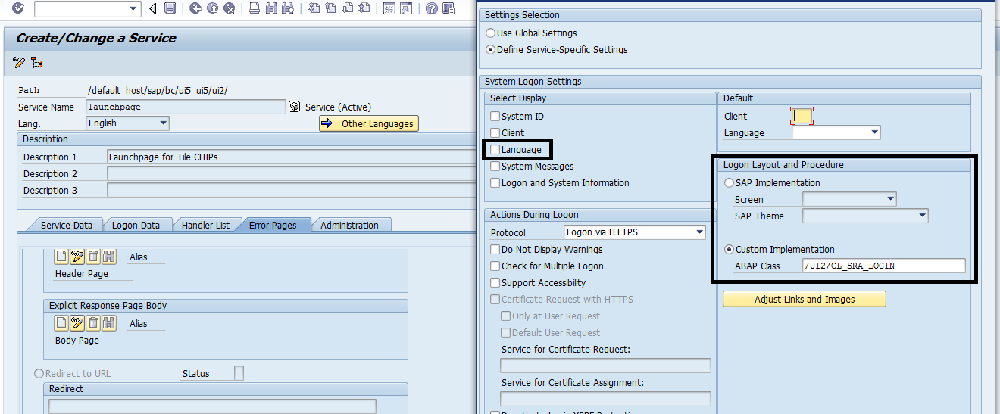 Create/Change a Service
Path /default_host/sap/bc/ui5_ui5/ui2/
Service Name launchpage Service (Active)
Lang. English Other Languages
Description
Description 1 Launchpage for Tile CHIPs
Description 2
Description 3
Service Data Logon Data Handler List Error Pages Administration
Alias
Header Page
Explicit Response Page Body
Alias
Body Page
Redirect to URL Status
Redirect
Settings Selection
Use Global Settings
Define Service-Specific Settings
System Logon Settings
Select Display
System ID
Client
Language
System Messages
Logon and System Information
Actions During Logon
Protocol Logon via HTTPS
Do Not Display Warnings
Check for Multiple Logon
Support Accessibility
Certificate Request with HTTPS
Only at User Request
Default User Request
Service for Certificate Request:
Service for Certificate Assignment:
Default
Client
Language
Logon Layout and Procedure
SAP Implementation
Screen
SAP Theme
Custom Implementation
ABAP Class /UI2/CL_SRA_LOGIN
Adjust Links and Images